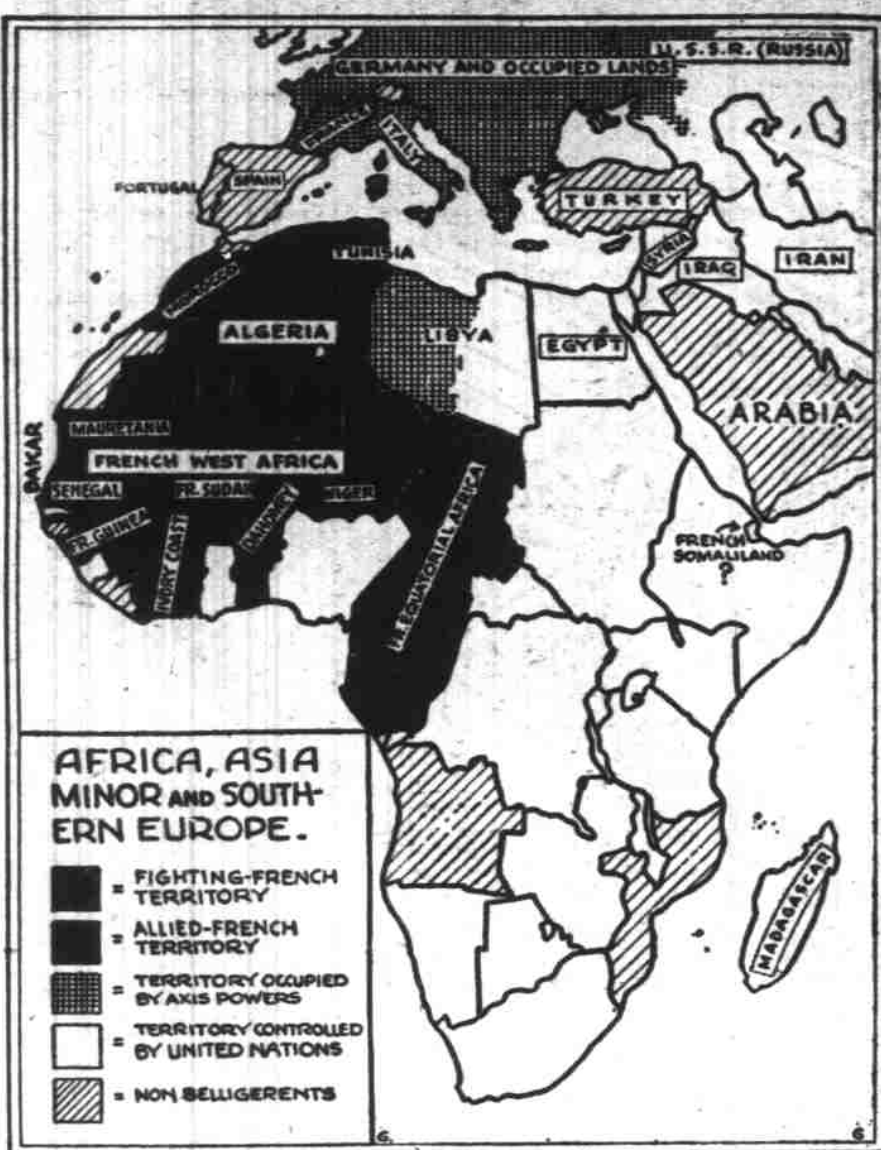 U.S.S.R. (RUSSIA)
GERMANY AND OCCUPIED LANDS
FRANCE
ITALY
PORTUGAL
SPAIN
TURKEY
SYRIA
IRAQ
IRAN
MOROCCO
TUNISIA
ALGERIA
LIBYA
EGYPT
ARABIA
DAKAR
MAURETANIA
FRENCH WEST AFRICA
SENEGAL
FR. SUDAN
NIGER
FR. GUINEA
IVORY COAST
DAHOMEY
FR. EQUATORIAL AFRICA
FRENCH
SOMALILAND
?
MADAGASCAR
AFRICA, ASIA
MINOR AND SOUTH-
ERN EUROPE.
= FIGHTING-FRENCH
TERRITORY
= ALLIED-FRENCH
TERRITORY
= TERRITORY OCCUPIED
BY AXIS POWERS
= TERRITORY CONTROLLED
BY UNITED NATIONS
= NON BELLIGERENTS
G.
6